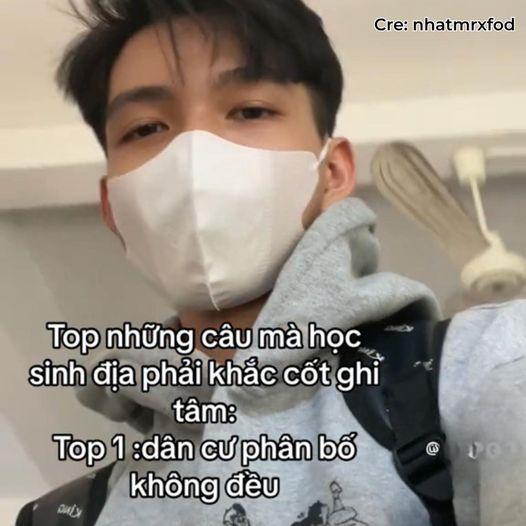 Cre: nhatmrxfod
Top những câu mà học
sinh địa phải khắc cốt ghi
tâm:
Top 1 :dân cư phân bố
không đều